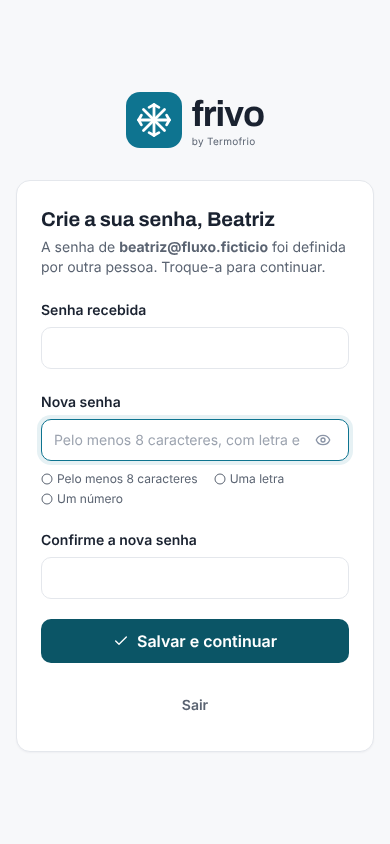 frivo
by Termofrio
Crie a sua senha, Beatriz
A senha de beatriz@fluxo.ficticio foi definida
por outra pessoa. Troque-a para continuar.
Senha recebida
Nova senha
Pelo menos 8 caracteres, com letra e
Pelo menos 8 caracteres
Uma letra
Um número
Confirme a nova senha
Salvar e continuar
Sair